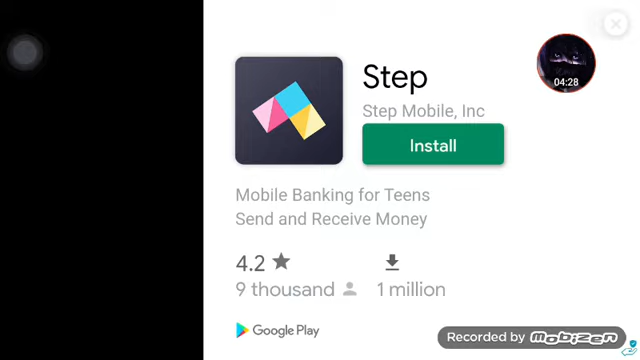 Step
04:28
Step Mobile, Inc
Install
Mobile Banking for Teens
Send and Receive Money
4.2
9 thousand
1 million
Google Play
Recorded by mobizen